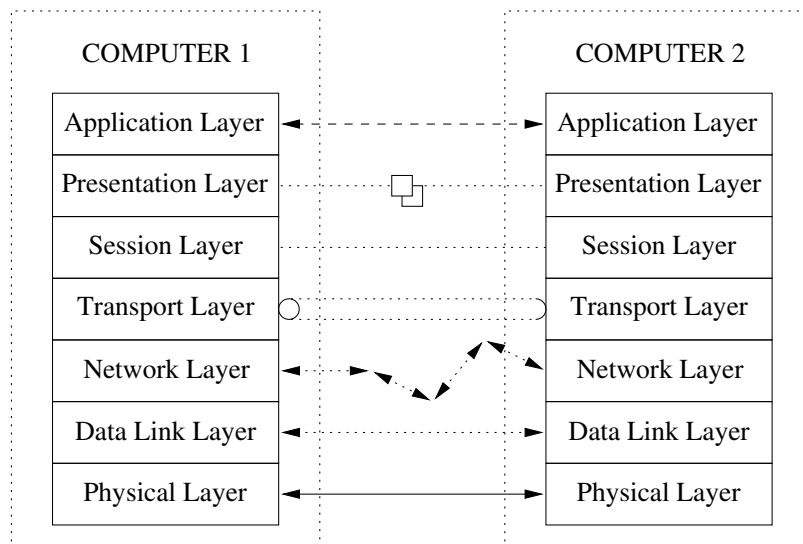 COMPUTER 1
COMPUTER 2
Application Layer
Application Layer
Presentation Layer
Presentation Layer
Session Layer
Session Layer
Transport Layer
Transport Layer
Network Layer
Network Layer
Data Link Layer
Data Link Layer
Physical Layer
Physical Layer